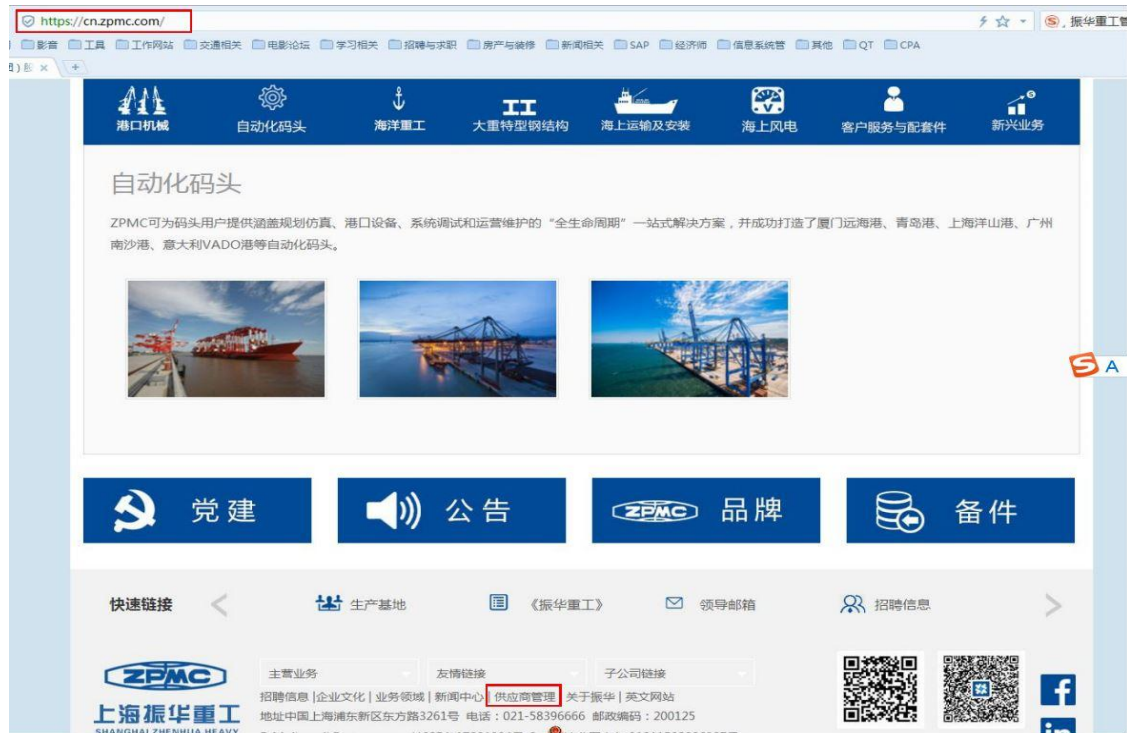 https://cn.zpmc.com/
振华重工管
影音 工具 工作网站 交通相关 电影论坛 学习相关 招聘与求职 房产与装修 新闻相关 SAP 经济师 信息系统管 其他 QT CPA
港口机械 自动化码头 海洋重工 大重特型钢结构 海上运输及安装 海上风电 客户服务与配套件 新兴业务
自动化码头
ZPMC可为码头用户提供涵盖规划仿真、港口设备、系统调试和运营维护的“全生命周期”一站式解决方案，并成功打造了厦门远海港、青岛港、上海洋山港、广州
南沙港、意大利VADO港等自动化码头。
A
党建 公告 ZPMC 品牌 备件
快速链接 生产基地 《振华重工》 领导邮箱 招聘信息
ZPMC
主营业务 友情链接 子公司链接
招聘信息 |企业文化 | 业务领域 | 新闻中心 | 供应商管理 关于振华 | 英文网站
上海振华重工 地址中国上海浦东新区东方路3261号 电话：021-58396666 邮政编码：200125
SHANGHAI ZHENHUA HEAVY